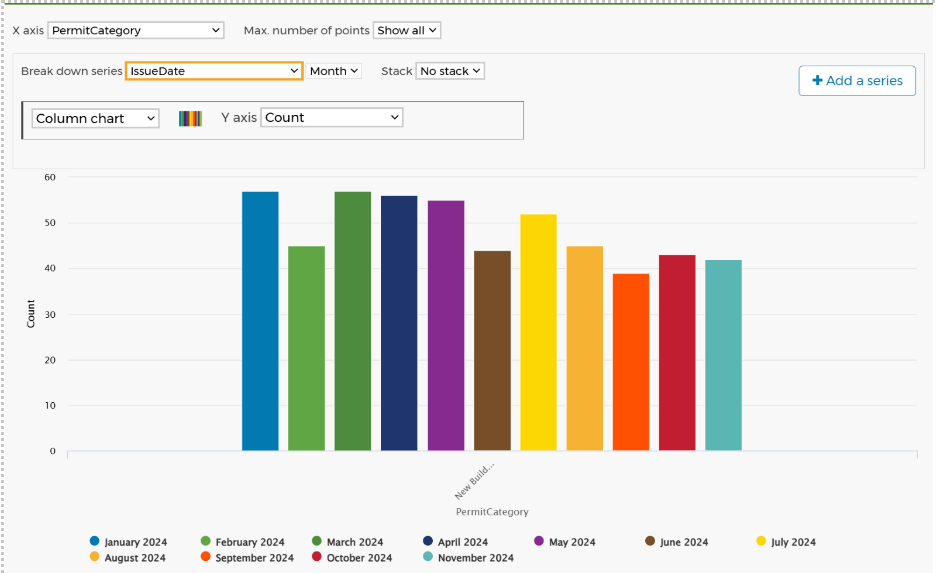 X axis PermitCategory Max. number of points Show all
Break down series IssueDate Month Stack No stack
+ Add a series
Column chart Y axis Count
60
50
40
30
20
10
0
Count
New Build...
PermitCategory
January 2024 February 2024 March 2024 April 2024 May 2024 June 2024 July 2024
August 2024 September 2024 October 2024 November 2024